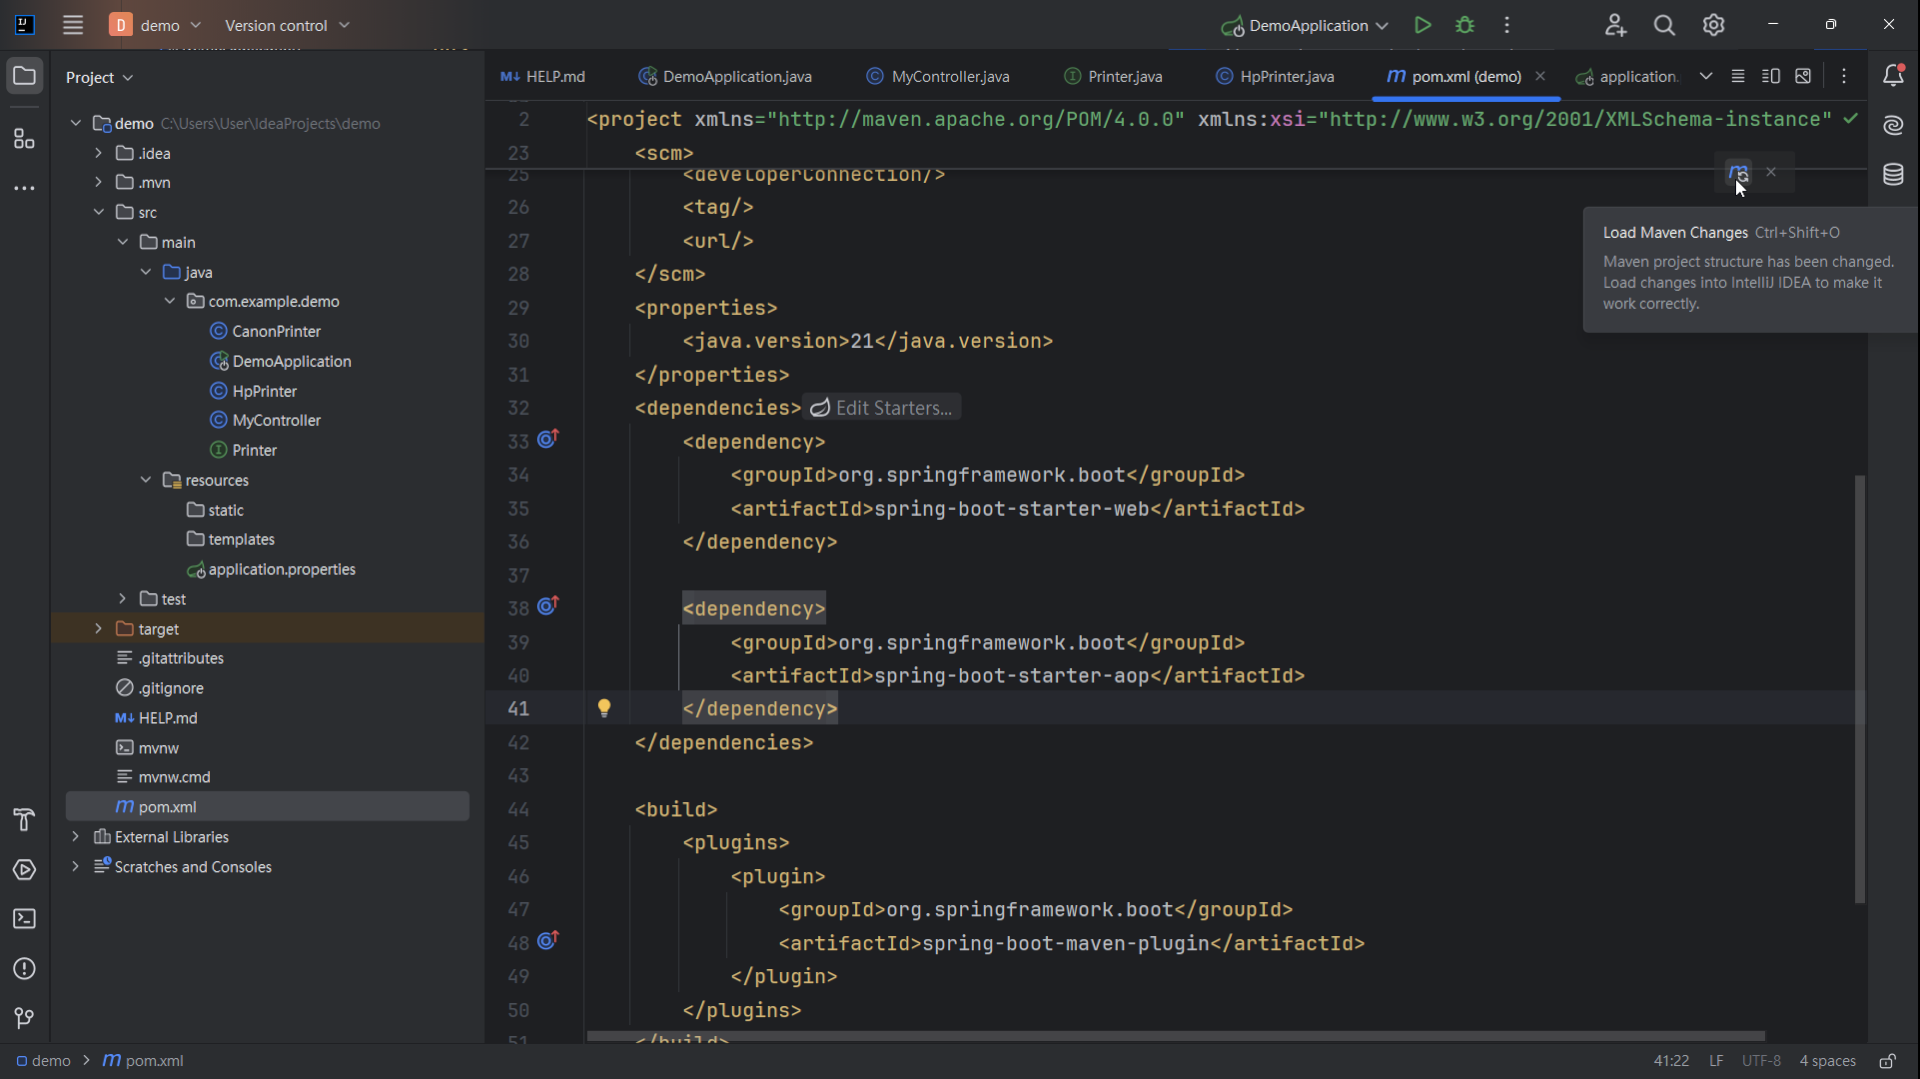 D demo Version control DemoApplication
Project
demo C:\Users\User\IdeaProjects\demo
.idea
.mvn
src
main
java
com.example.demo
CanonPrinter
DemoApplication
HpPrinter
MyController
Printer
resources
static
templates
application.properties
test
target
.gitattributes
.gitignore
M↓ HELP.md
mvnw
mvnw.cmd
m pom.xml
External Libraries
Scratches and Consoles
M↓ HELP.md DemoApplication.java MyController.java Printer.java HpPrinter.java m pom.xml (demo) application.
2 <project xmlns="http://maven.apache.org/POM/4.0.0" xmlns:xsi="http://www.w3.org/2001/XMLSchema-instance"
23 <scm>
25 <developerConnection/>
26 <tag/>
27 <url/>
28 </scm>
29 <properties>
30 <java.version>21</java.version>
31 </properties>
32 <dependencies> Edit Starters...
33 <dependency>
34 <groupId>org.springframework.boot</groupId>
35 <artifactId>spring-boot-starter-web</artifactId>
36 </dependency>
37
38 <dependency>
39 <groupId>org.springframework.boot</groupId>
40 <artifactId>spring-boot-starter-aop</artifactId>
41 </dependency>
42 </dependencies>
43
44 <build>
45 <plugins>
46 <plugin>
47 <groupId>org.springframework.boot</groupId>
48 <artifactId>spring-boot-maven-plugin</artifactId>
49 </plugin>
50 </plugins>
51 </build>
Load Maven Changes Ctrl+Shift+O
Maven project structure has been changed.
Load changes into IntelliJ IDEA to make it
work correctly.
demo > m pom.xml
41:22 LF UTF-8 4 spaces